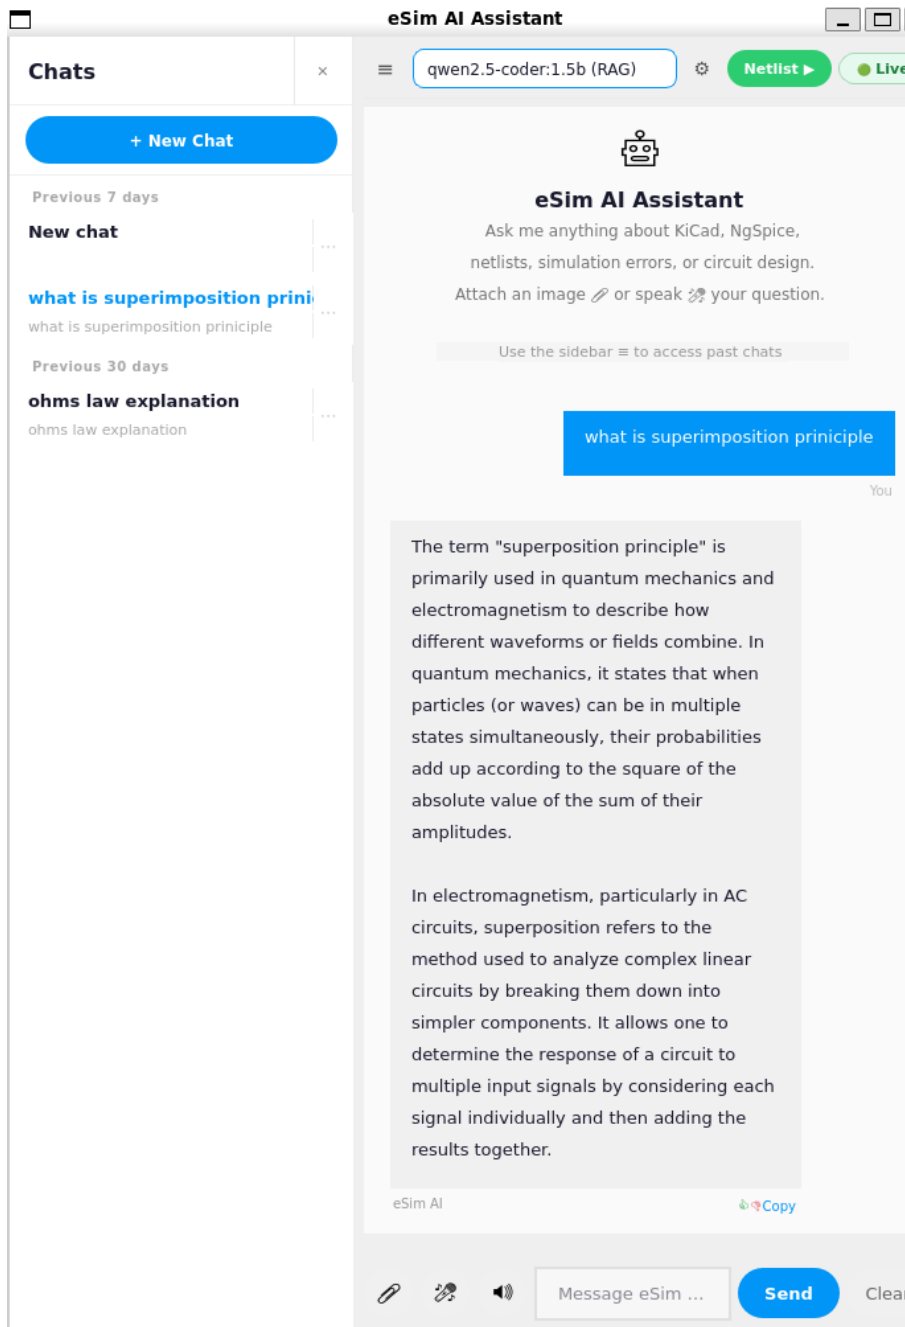 eSim AI Assistant
Chats
×
+ New Chat
Previous 7 days
New chat
...
what is superimposition prini
...
what is superimposition priniciple
Previous 30 days
ohms law explanation
...
ohms law explanation
≡
qwen2.5-coder:1.5b (RAG)
Netlist ▶
Live
eSim AI Assistant
Ask me anything about KiCad, NgSpice,
netlists, simulation errors, or circuit design.
Attach an image 🖉 or speak 🎤 your question.
Use the sidebar ≡ to access past chats
what is superimposition priniciple
You
The term "superposition principle" is
primarily used in quantum mechanics and
electromagnetism to describe how
different waveforms or fields combine. In
quantum mechanics, it states that when
particles (or waves) can be in multiple
states simultaneously, their probabilities
add up according to the square of the
absolute value of the sum of their
amplitudes.
In electromagnetism, particularly in AC
circuits, superposition refers to the
method used to analyze complex linear
circuits by breaking them down into
simpler components. It allows one to
determine the response of a circuit to
multiple input signals by considering each
signal individually and then adding the
results together.
eSim AI
Copy
Message eSim ...
Send
Clear